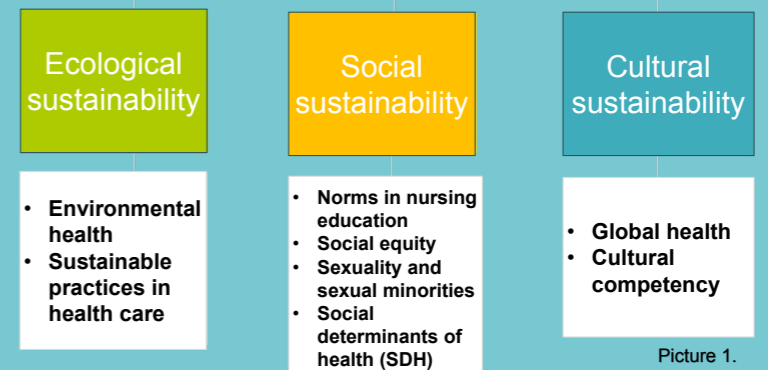 Ecological
sustainability
• Environmental
health
• Sustainable
practices in
health care
Social
sustainability
• Norms in nursing
education
• Social equity
• Sexuality and
sexual minorities
• Social
determinants of
health (SDH)
Cultural
sustainability
• Global health
• Cultural
competency
Picture 1.